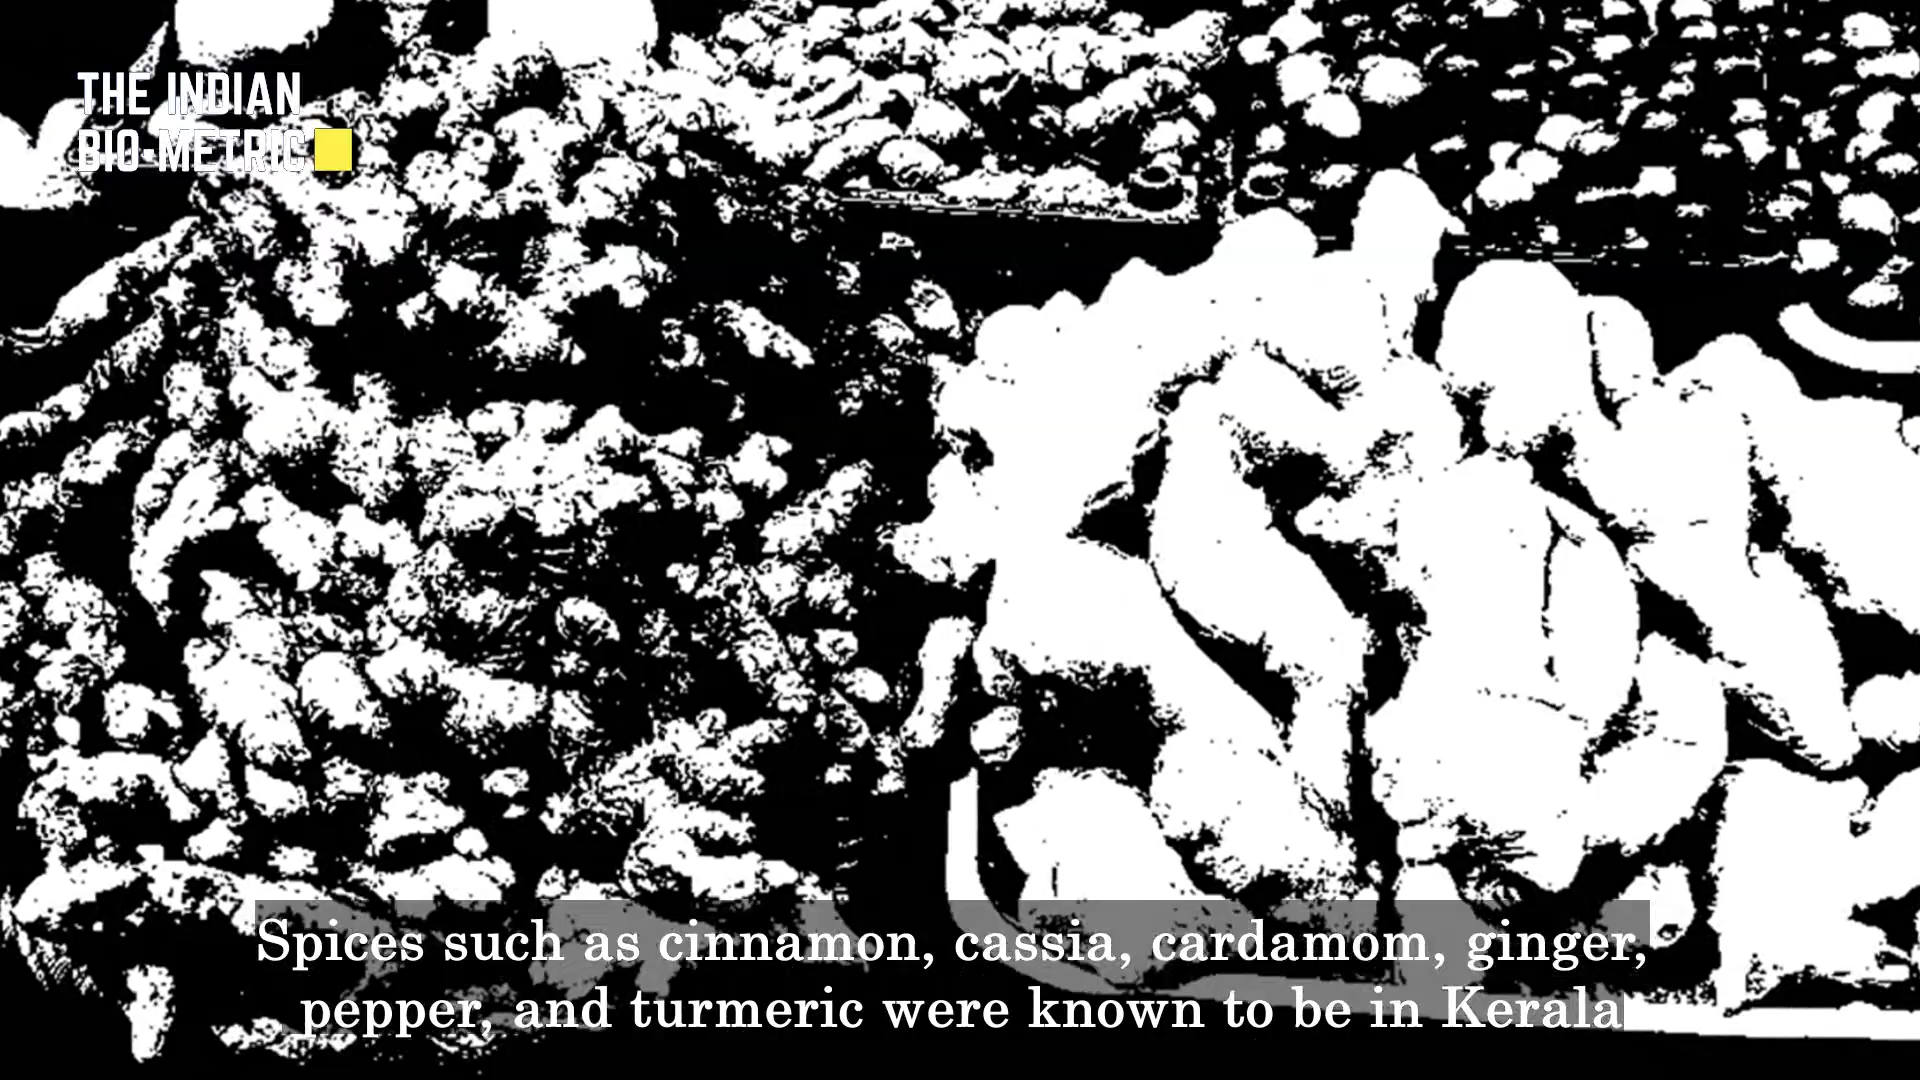 THE INDIAN
BIO-METRIC
Spices such as cinnamon, cassia, cardamom, ginger,
pepper, and turmeric were known to be in Kerala